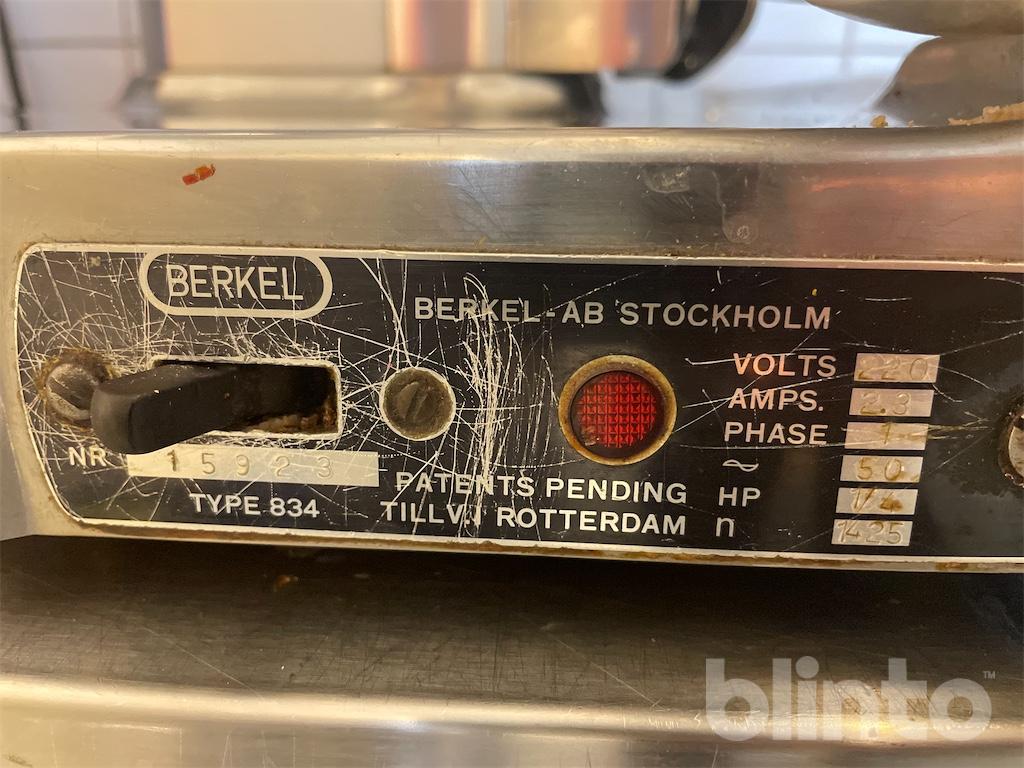 BERKEL
BERKEL-AB STOCKHOLM
VOLTS 220
AMPS. 2.3
PHASE 1
~ 50
HP 1/4
n 1425
NR 15923
TYPE 834
PATENTS PENDING
TILLV.I ROTTERDAM
blinto™